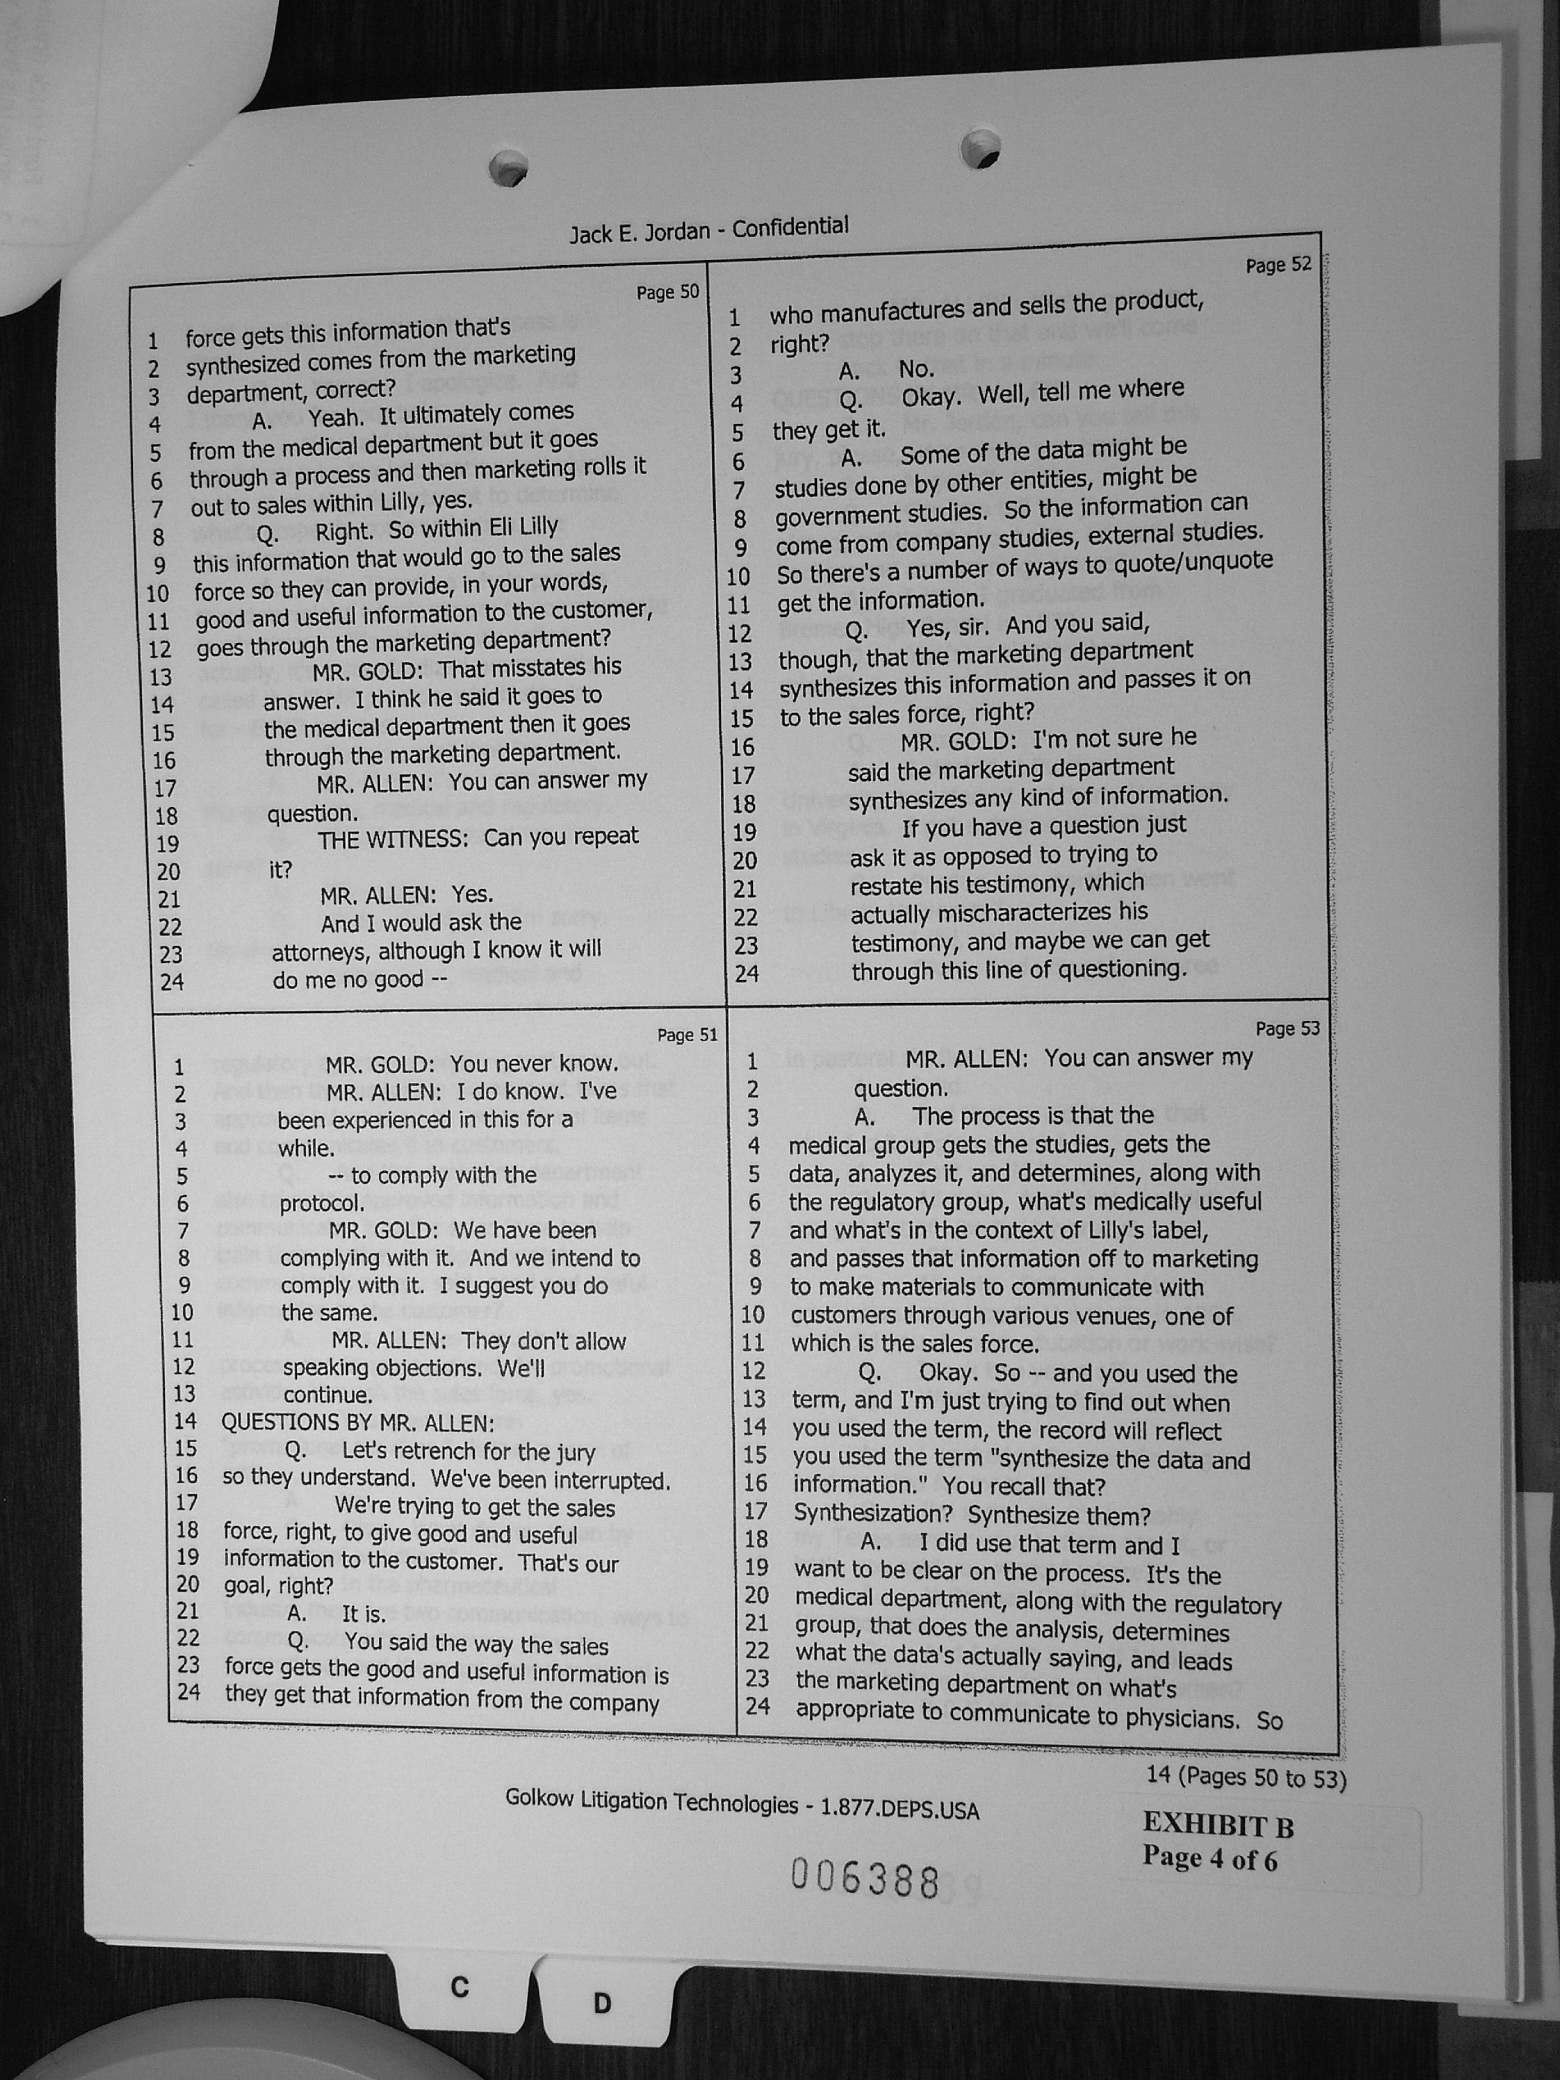 Jack E. Jordan - Confidential
Page 50
1 force gets this information that's
2 synthesized comes from the marketing
3 department, correct?
4 A. Yeah. It ultimately comes
5 from the medical department but it goes
6 through a process and then marketing rolls it
7 out to sales within Lilly, yes.
8 Q. Right. So within Eli Lilly
9 this information that would go to the sales
10 force so they can provide, in your words,
11 good and useful information to the customer,
12 goes through the marketing department?
13 MR. GOLD: That misstates his
14 answer. I think he said it goes to
15 the medical department then it goes
16 through the marketing department.
17 MR. ALLEN: You can answer my
18 question.
19 THE WITNESS: Can you repeat
20 it?
21 MR. ALLEN: Yes.
22 And I would ask the
23 attorneys, although I know it will
24 do me no good --
Page 51
1 MR. GOLD: You never know.
2 MR. ALLEN: I do know. I've
3 been experienced in this for a
4 while.
5 -- to comply with the
6 protocol.
7 MR. GOLD: We have been
8 complying with it. And we intend to
9 comply with it. I suggest you do
10 the same.
11 MR. ALLEN: They don't allow
12 speaking objections. We'll
13 continue.
14 QUESTIONS BY MR. ALLEN:
15 Q. Let's retrench for the jury
16 so they understand. We've been interrupted.
17 We're trying to get the sales
18 force, right, to give good and useful
19 information to the customer. That's our
20 goal, right?
21 A. It is.
22 Q. You said the way the sales
23 force gets the good and useful information is
24 they get that information from the company
Page 52
1 who manufactures and sells the product,
2 right?
3 A. No.
4 Q. Okay. Well, tell me where
5 they get it.
6 A. Some of the data might be
7 studies done by other entities, might be
8 government studies. So the information can
9 come from company studies, external studies.
10 So there's a number of ways to quote/unquote
11 get the information.
12 Q. Yes, sir. And you said,
13 though, that the marketing department
14 synthesizes this information and passes it on
15 to the sales force, right?
16 MR. GOLD: I'm not sure he
17 said the marketing department
18 synthesizes any kind of information.
19 If you have a question just
20 ask it as opposed to trying to
21 restate his testimony, which
22 actually mischaracterizes his
23 testimony, and maybe we can get
24 through this line of questioning.
Page 53
1 MR. ALLEN: You can answer my
2 question.
3 A. The process is that the
4 medical group gets the studies, gets the
5 data, analyzes it, and determines, along with
6 the regulatory group, what's medically useful
7 and what's in the context of Lilly's label,
8 and passes that information off to marketing
9 to make materials to communicate with
10 customers through various venues, one of
11 which is the sales force.
12 Q. Okay. So -- and you used the
13 term, and I'm just trying to find out when
14 you used the term, the record will reflect
15 you used the term "synthesize the data and
16 information." You recall that?
17 Synthesization? Synthesize them?
18 A. I did use that term and I
19 want to be clear on the process. It's the
20 medical department, along with the regulatory
21 group, that does the analysis, determines
22 what the data's actually saying, and leads
23 the marketing department on what's
24 appropriate to communicate to physicians. So
14 (Pages 50 to 53)
Golkow Litigation Technologies - 1.877.DEPS.USA
EXHIBIT B
Page 4 of 6
006388
C
D